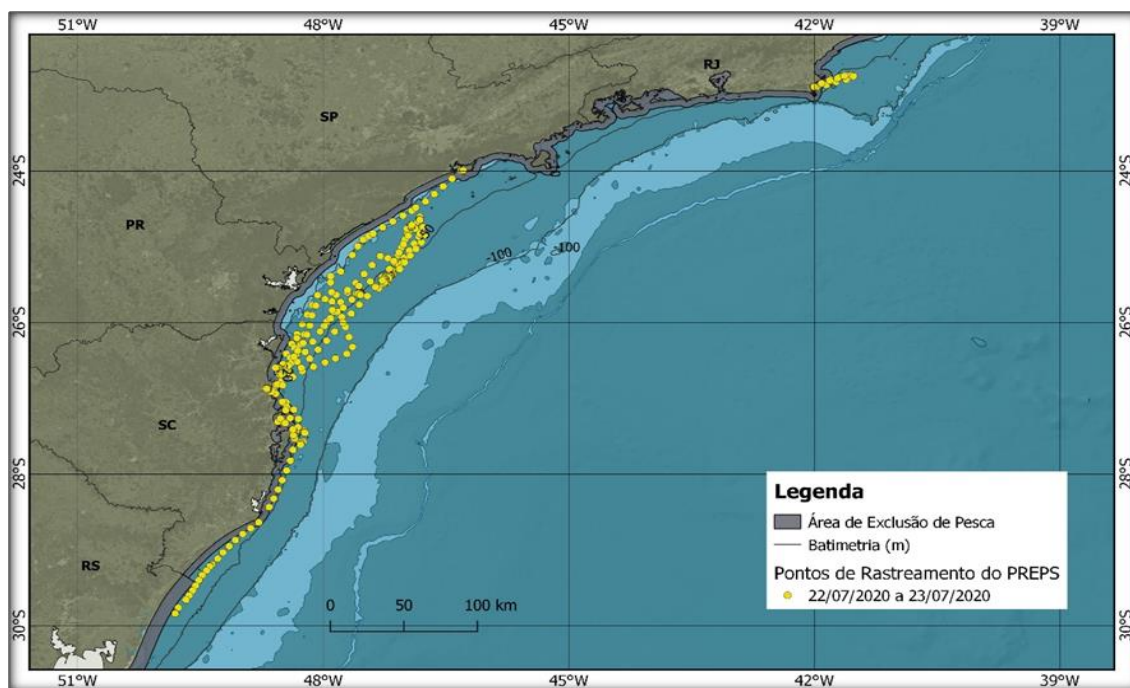 51°W 48°W 45°W 42°W 39°W
RJ
SP
24°S 24°S
PR
-50
-100 -100
26°S 26°S
SC
28°S 28°S
Legenda
Área de Exclusão de Pesca
Batimetria (m)
RS
Pontos de Rastreamento do PREPS
22/07/2020 a 23/07/2020
0 50 100 km
30°S 30°S
51°W 48°W 45°W 42°W 39°W